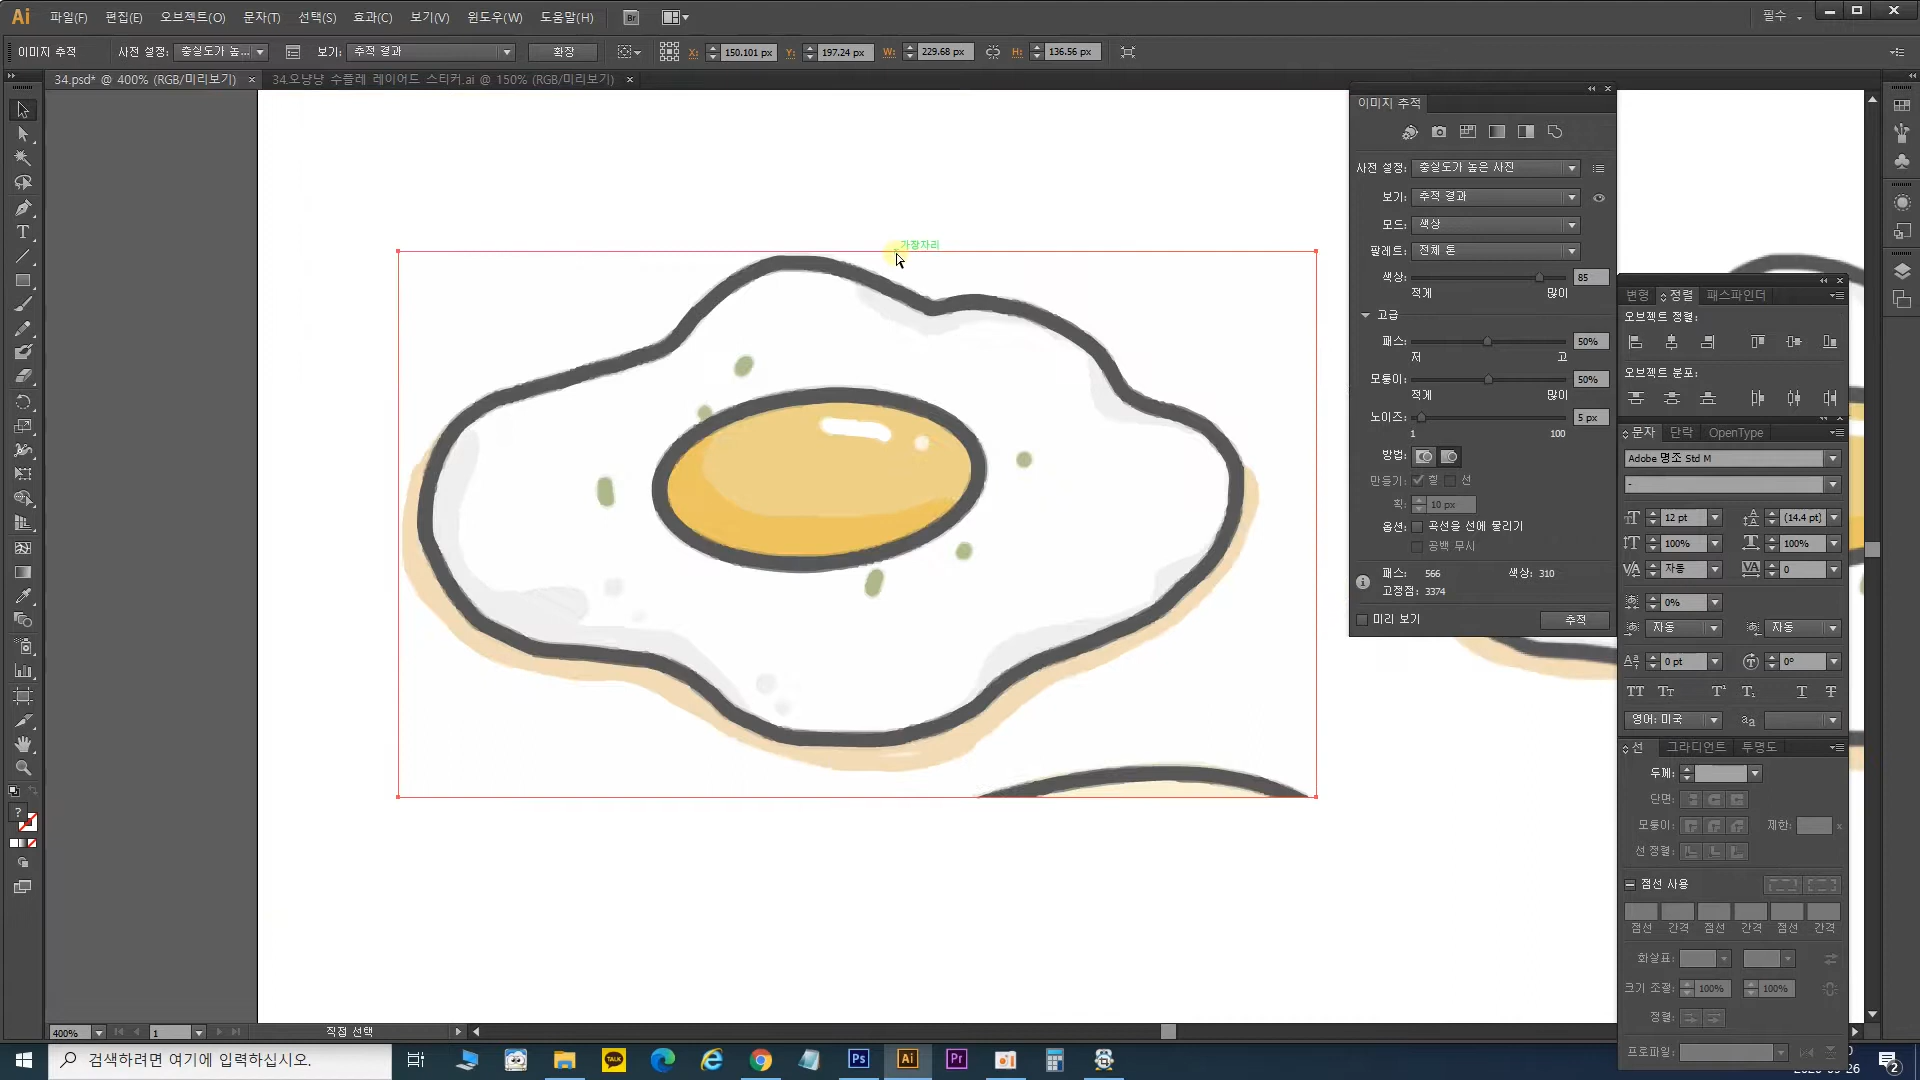 Ai 파일(F) 편집(E) 오브젝트(O) 문자(T) 선택(S) 효과(C) 보기(V) 윈도우(W) 도움말(H) Br 필수
이미지 추적 사전 설정: 충실도가 높... 보기: 추적 결과 확장 X: 150.101 px Y: 197.24 px W: 229.68 px H: 136.56 px
34.psd* @ 400% (RGB/미리보기) × 34.오냥냥 수플레 레이어드 스티커.ai @ 150% (RGB/미리보기) ×
가장자리
이미지 추적
사전 설정: 충실도가 높은 사진
보기: 추적 결과
모드: 색상
팔레트: 전체 톤
색상: 85
적게 많이
고급
패스: 50%
저 고
모퉁이: 50%
적게 많이
노이즈: 5 px
1 100
방법:
만들기: 칠 선
획: 10 px
옵션: 곡선을 선에 물리기
공백 무시
패스: 566 색상: 310
고정점: 3374
미리 보기 추적
변형 정렬 패스파인더
오브젝트 정렬:
오브젝트 분포:
문자 단락 OpenType
Adobe 명조 Std M
-
12 pt (14.4 pt)
100% 100%
자동 0
0%
자동 자동
0 pt 0°
영어: 미국
선 그라디언트 투명도
두께:
단면:
모퉁이: 제한: x
선 정렬:
점선 사용
점선 간격 점선 간격 점선 간격
화살표:
크기 조절: 100% 100%
정렬:
프로파일:
400% 1 직접 선택
검색하려면 여기에 입력하십시오. TALK Ps Ai Pr 2